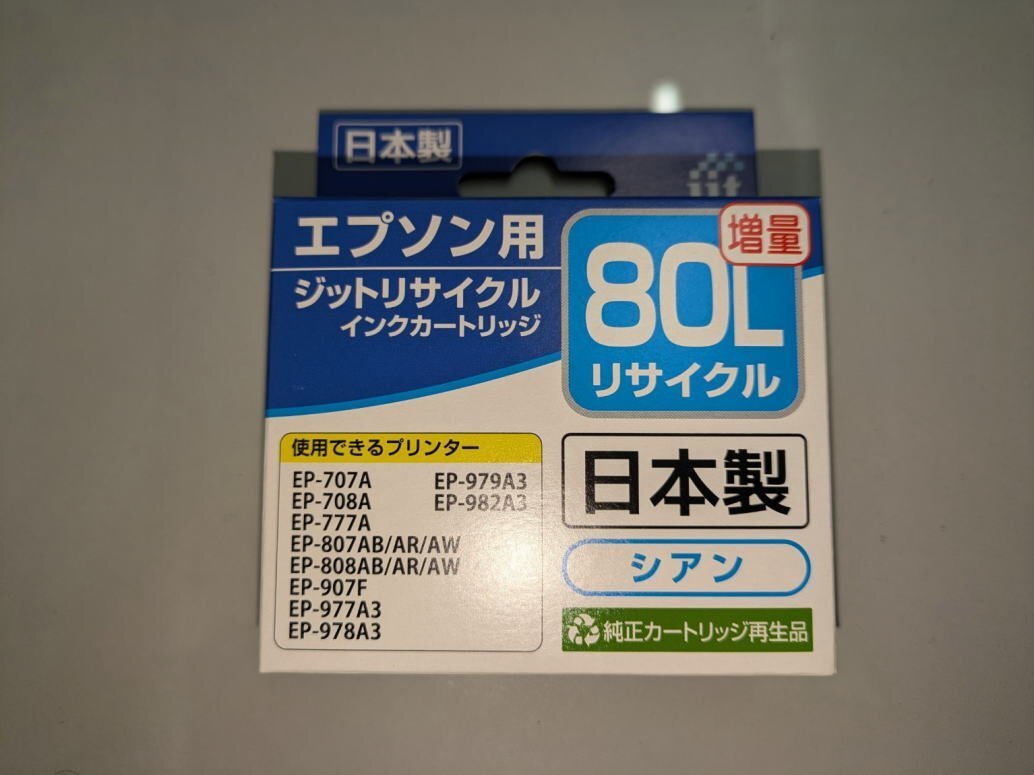 日本製
jit
エプソン用
ジットリサイクル
インクカートリッジ
増量
80L
リサイクル
使用できるプリンター
EP-707A EP-979A3
EP-708A EP-982A3
EP-777A
EP-807AB/AR/AW
EP-808AB/AR/AW
EP-907F
EP-977A3
EP-978A3
日本製
シアン
純正カートリッジ再生品